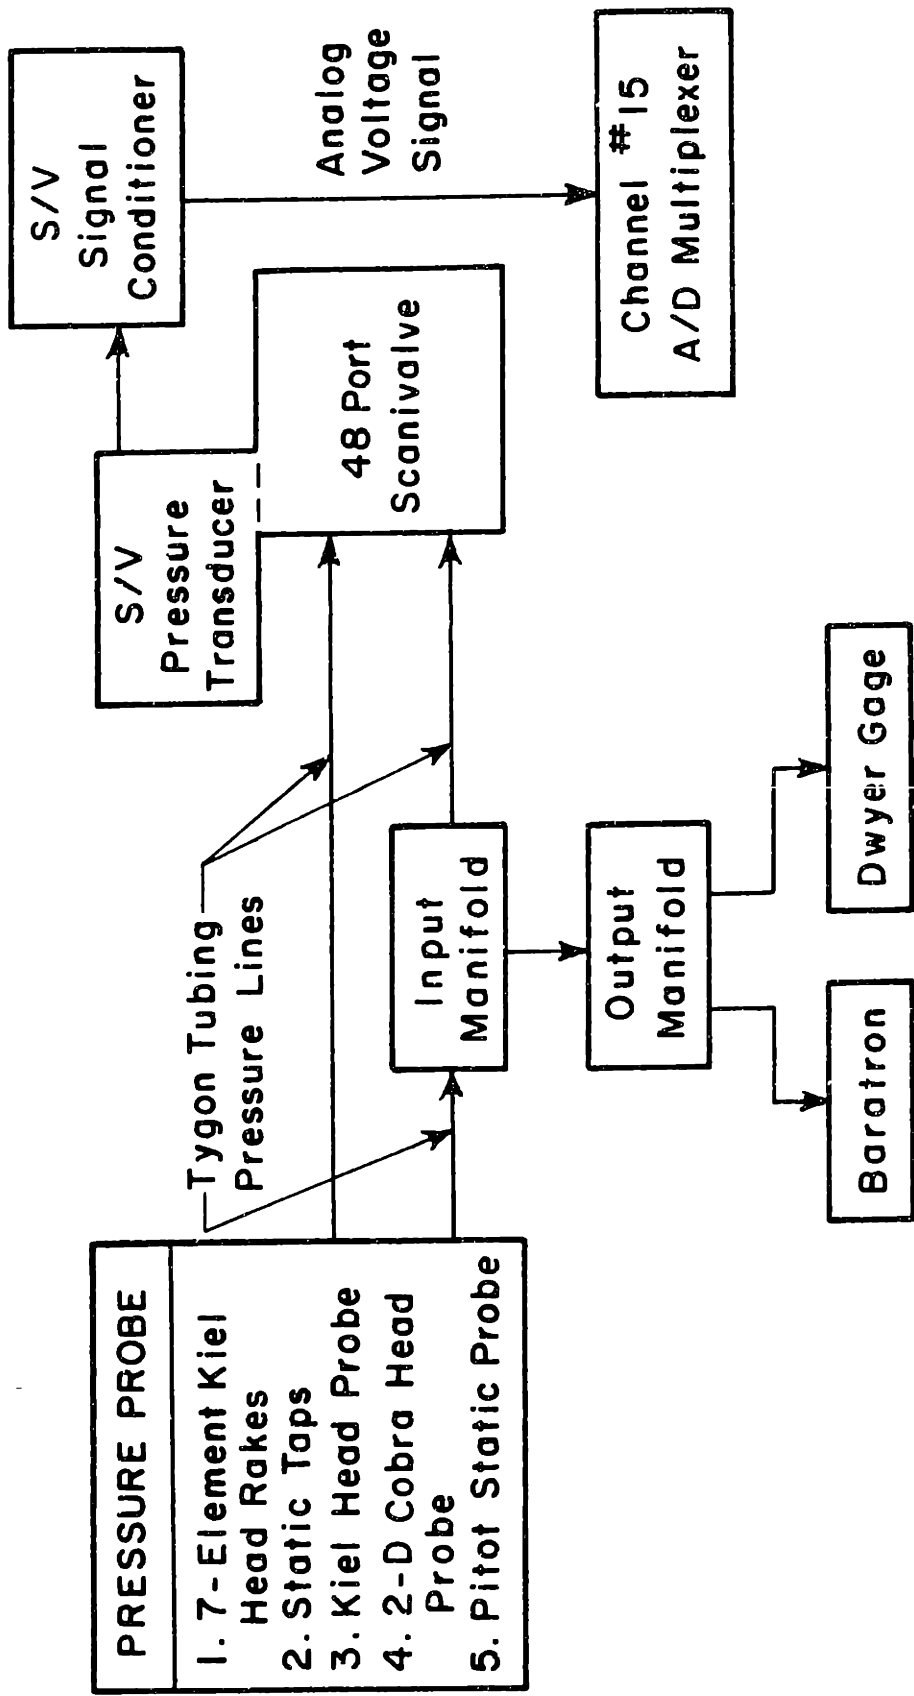 PRESSURE PROBE
1. 7-Element Kiel
Head Rakes
2. Static Taps
3. Kiel Head Probe
4. 2-D Cobra Head
Probe
5. Pitot Static Probe
Tygon Tubing
Pressure Lines
Input
Manifold
Output
Manifold
Baratron
Dwyer Gage
S/V
Pressure
Transducer
48 Port
Scanivalve
S/V
Signal
Conditioner
Analog
Voltage
Signal
Channel #15
A/D Multiplexer